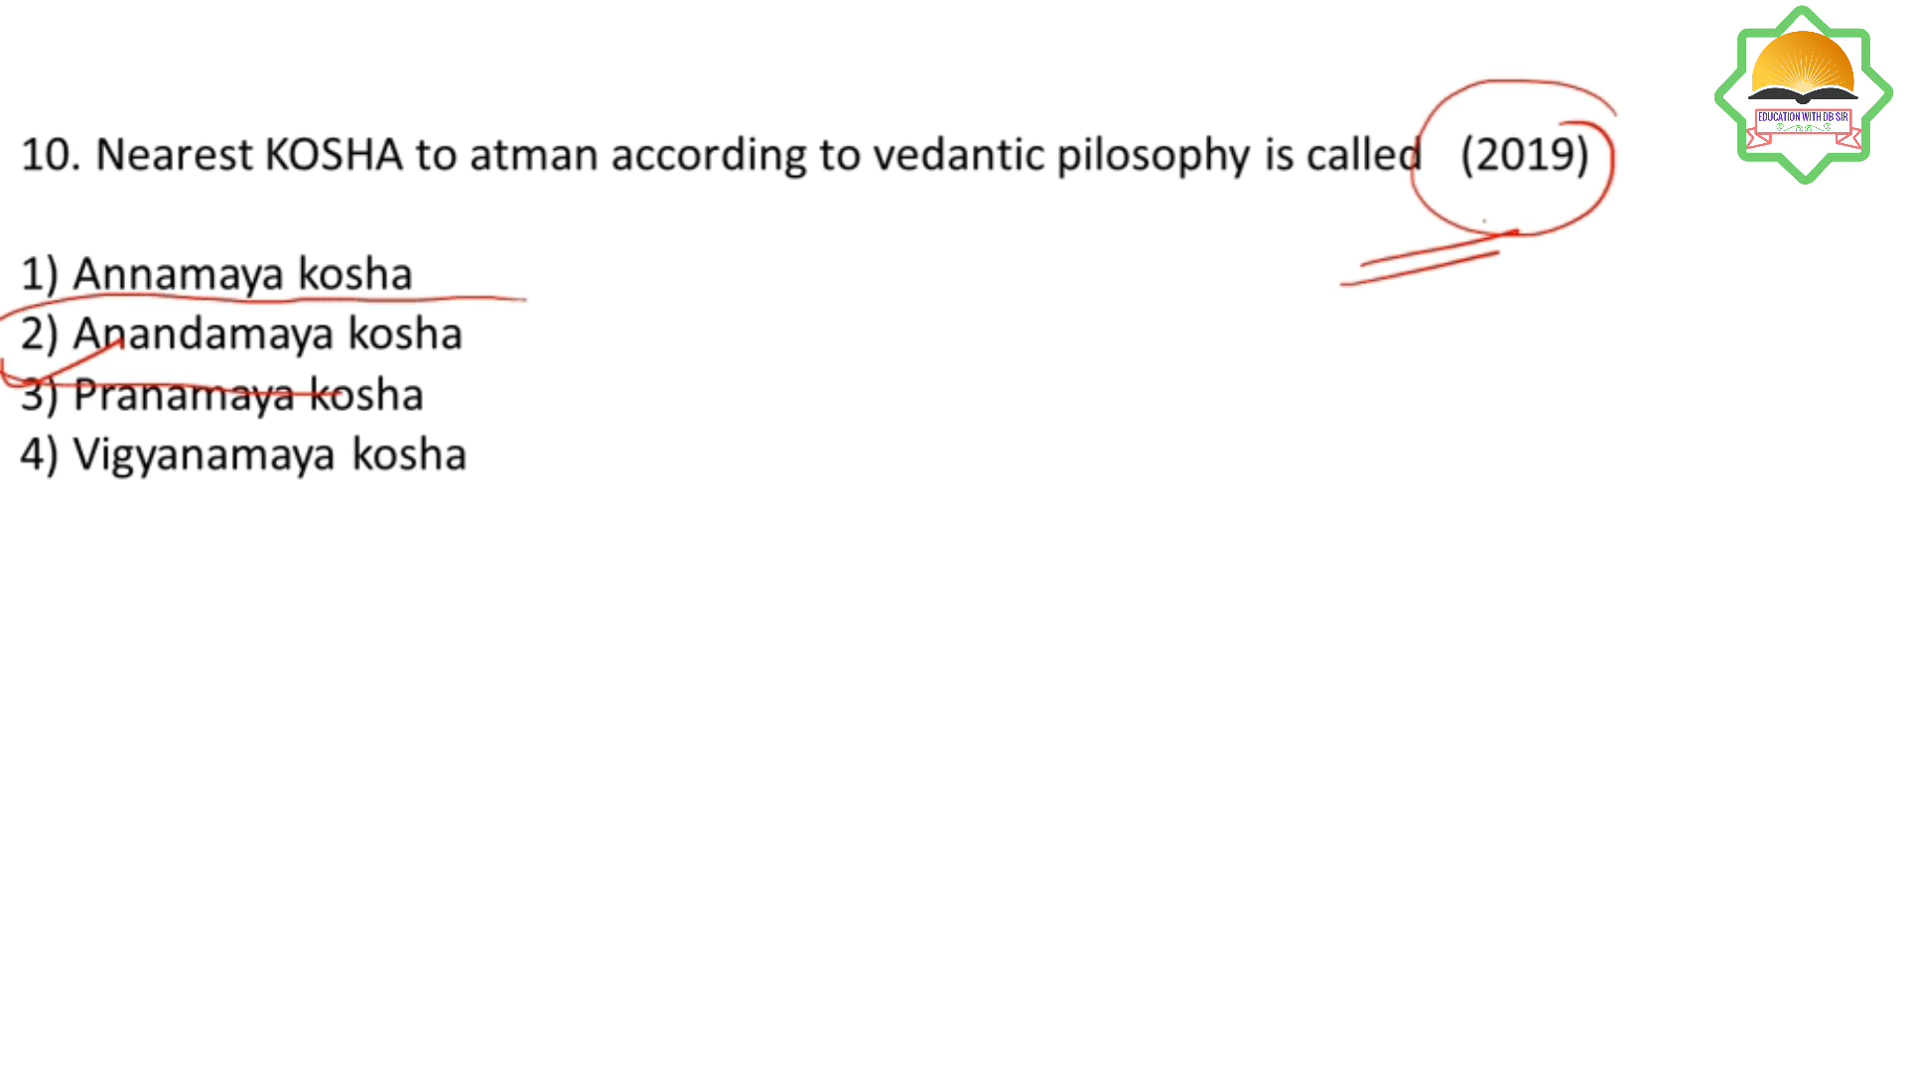 EDUCATION WITH DB SIR
10. Nearest KOSHA to atman according to vedantic pilosophy is called (2019)
1) Annamaya kosha
2) Anandamaya kosha
3) Pranamaya kosha
4) Vigyanamaya kosha